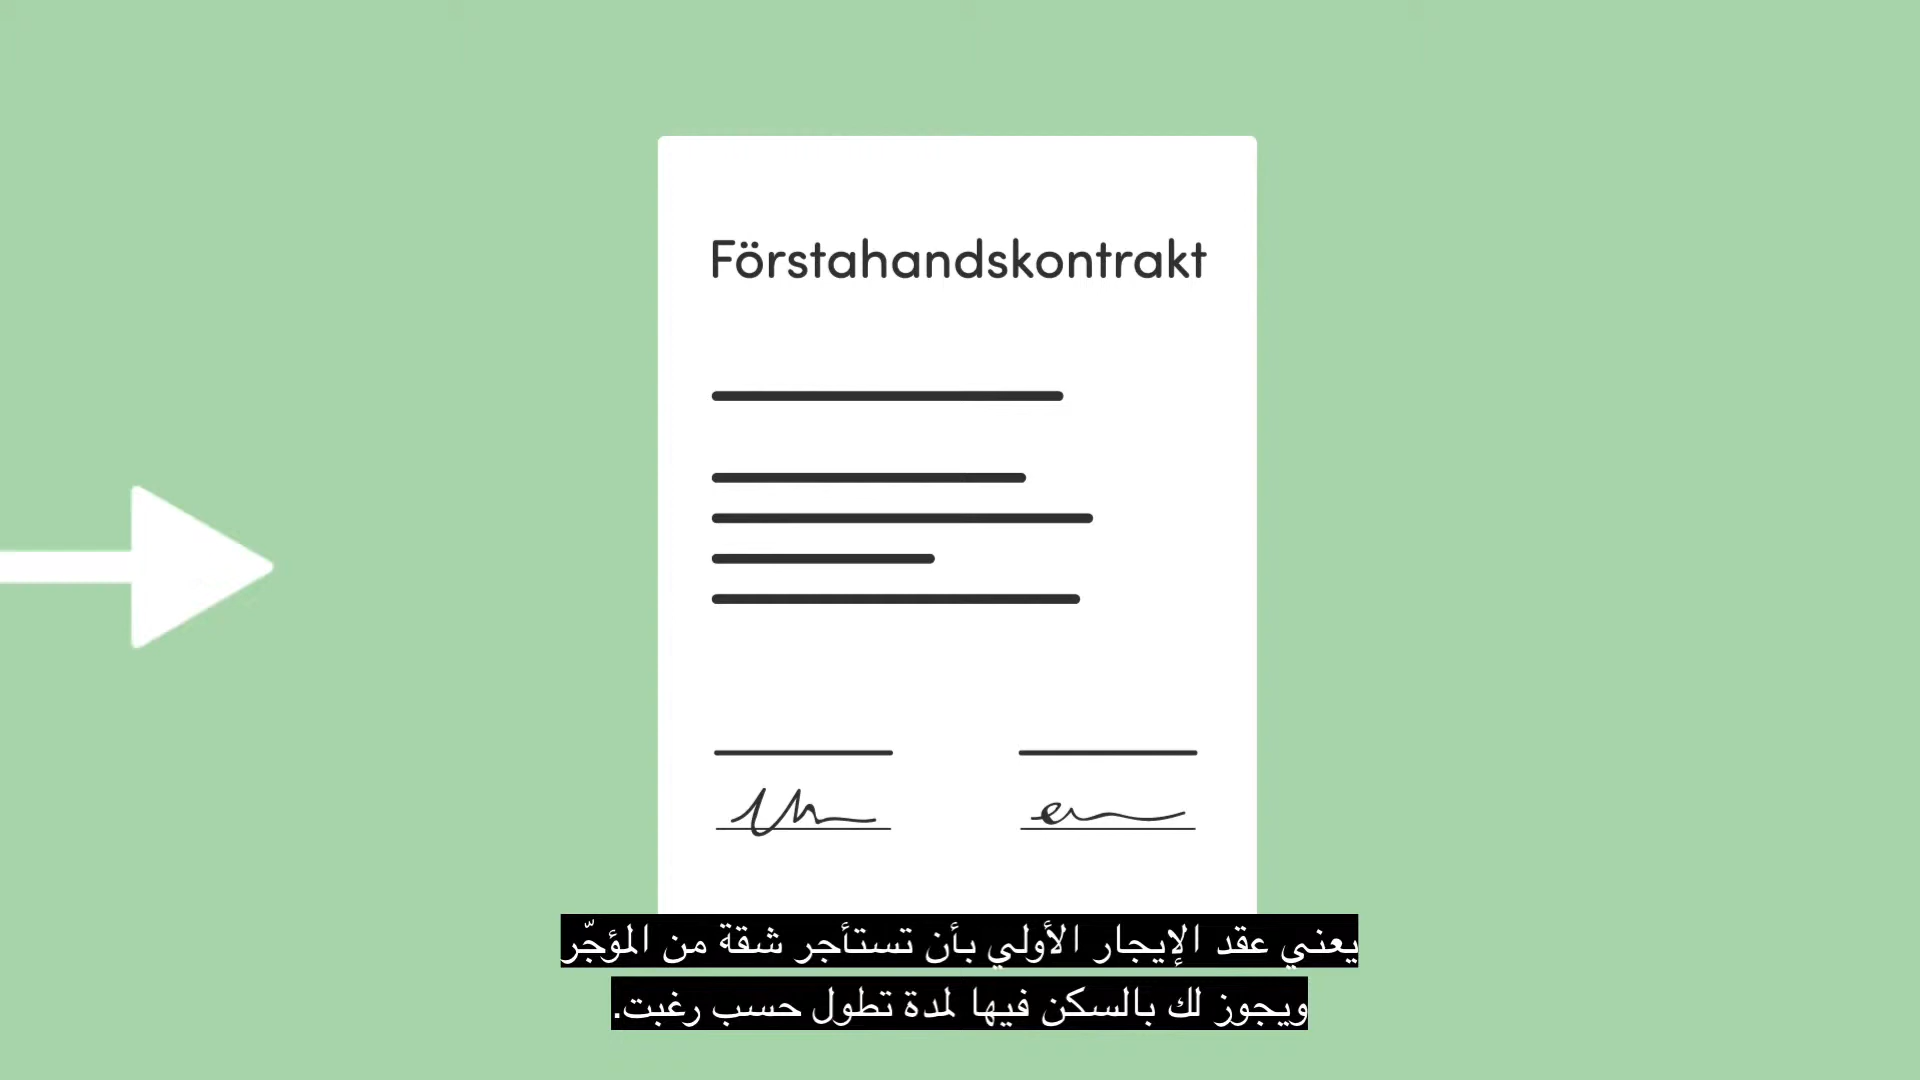 Förstahandskontrakt
يعني عقد الإيجار الأولي بأن تستأجر شقة من المؤجّر
ويجوز لك بالسكن فيها لمدة تطول حسب رغبت.